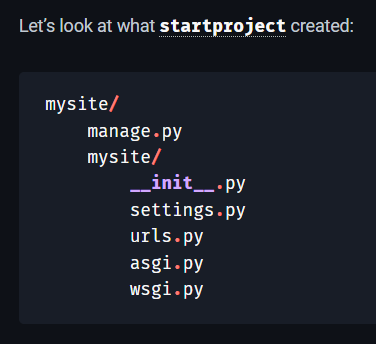 Let's look at what startproject created:
mysite/
    manage.py
    mysite/
        __init__.py
        settings.py
        urls.py
        asgi.py
        wsgi.py